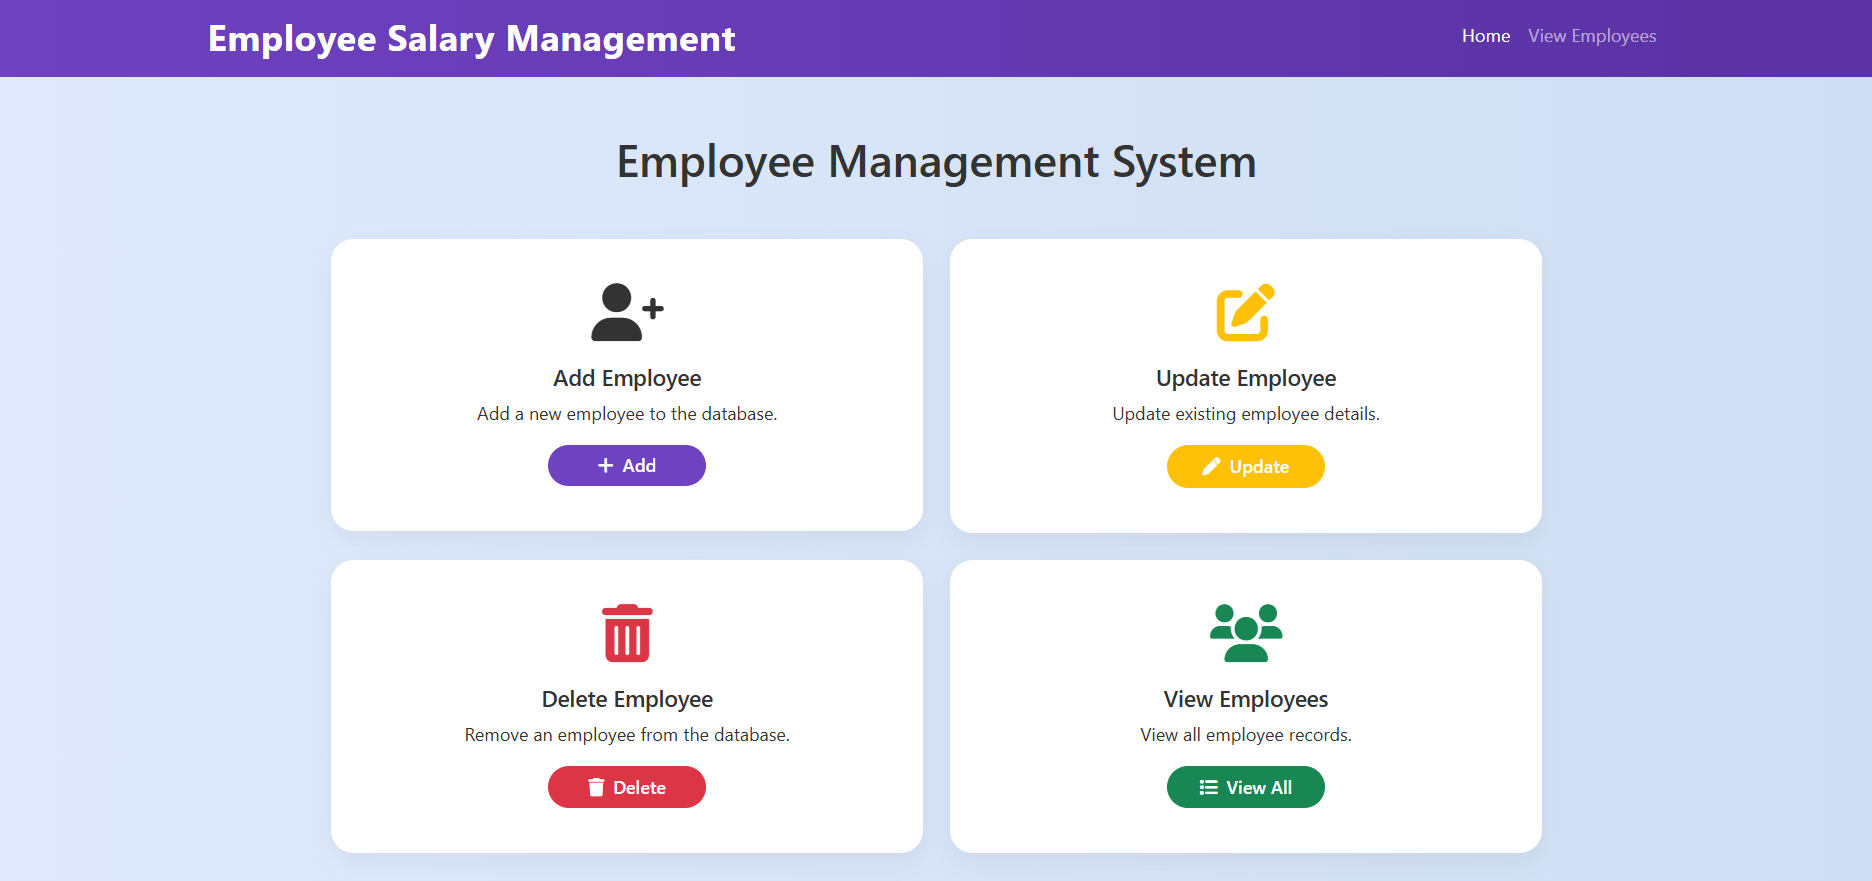 Employee Salary Management
Home
View Employees
Employee Management System
Add Employee
Add a new employee to the database.
Add
Update Employee
Update existing employee details.
Update
Delete Employee
Remove an employee from the database.
Delete
View Employees
View all employee records.
View All